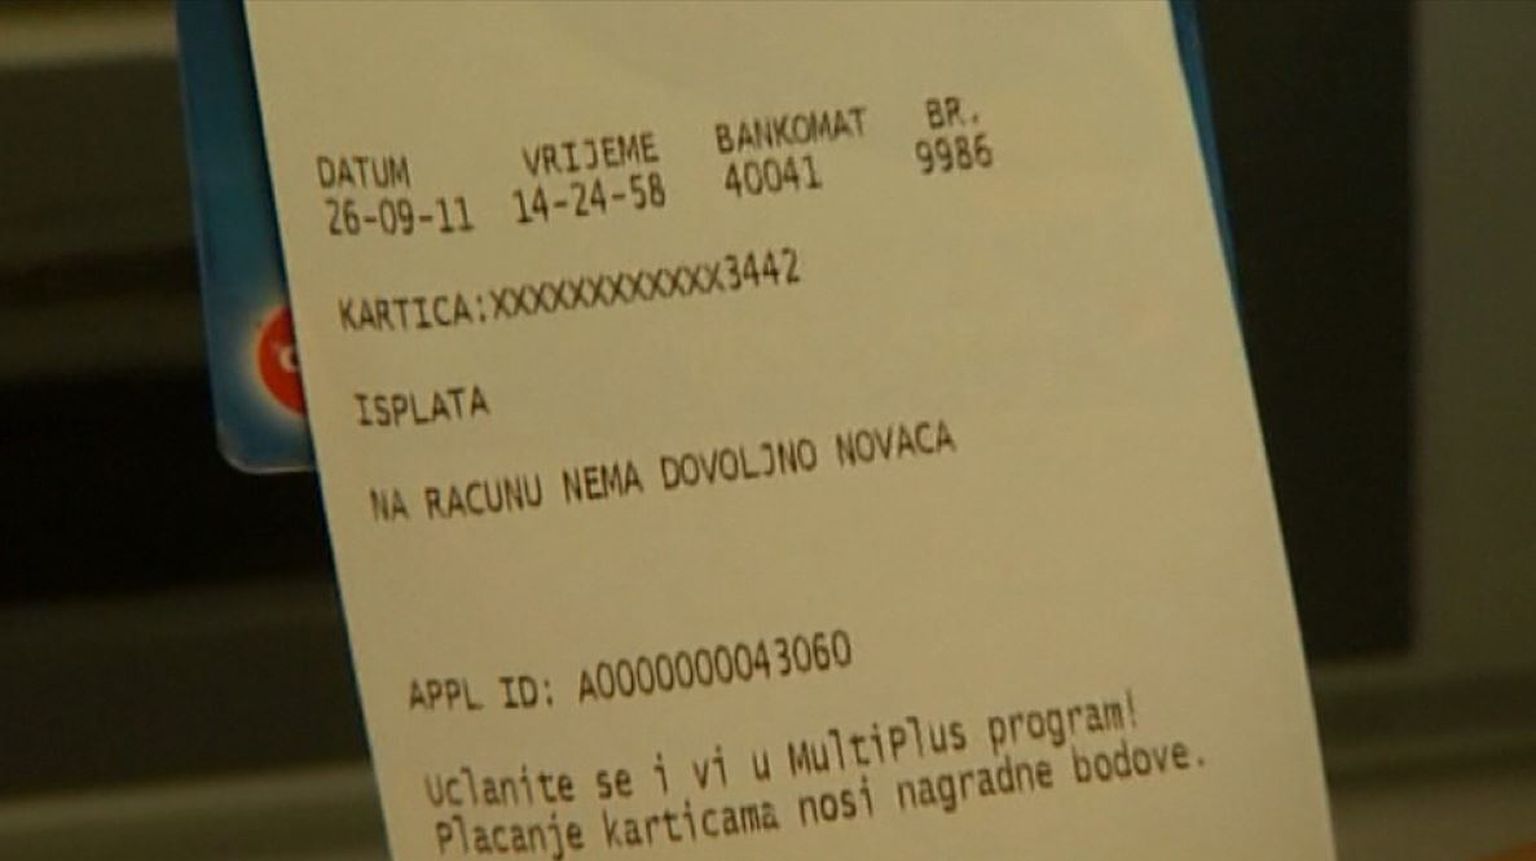 DATUM VRIJEME BANKOMAT BR.
26-09-11 14-24-58 40041 9986
KARTICA:XXXXXXXXXXXX3442
ISPLATA
NA RACUNU NEMA DOVOLJNO NOVACA
APPL ID: A0000000043060
Uclanite se i vi u MultiPlus program!
Placanje karticama nosi nagradne bodove.